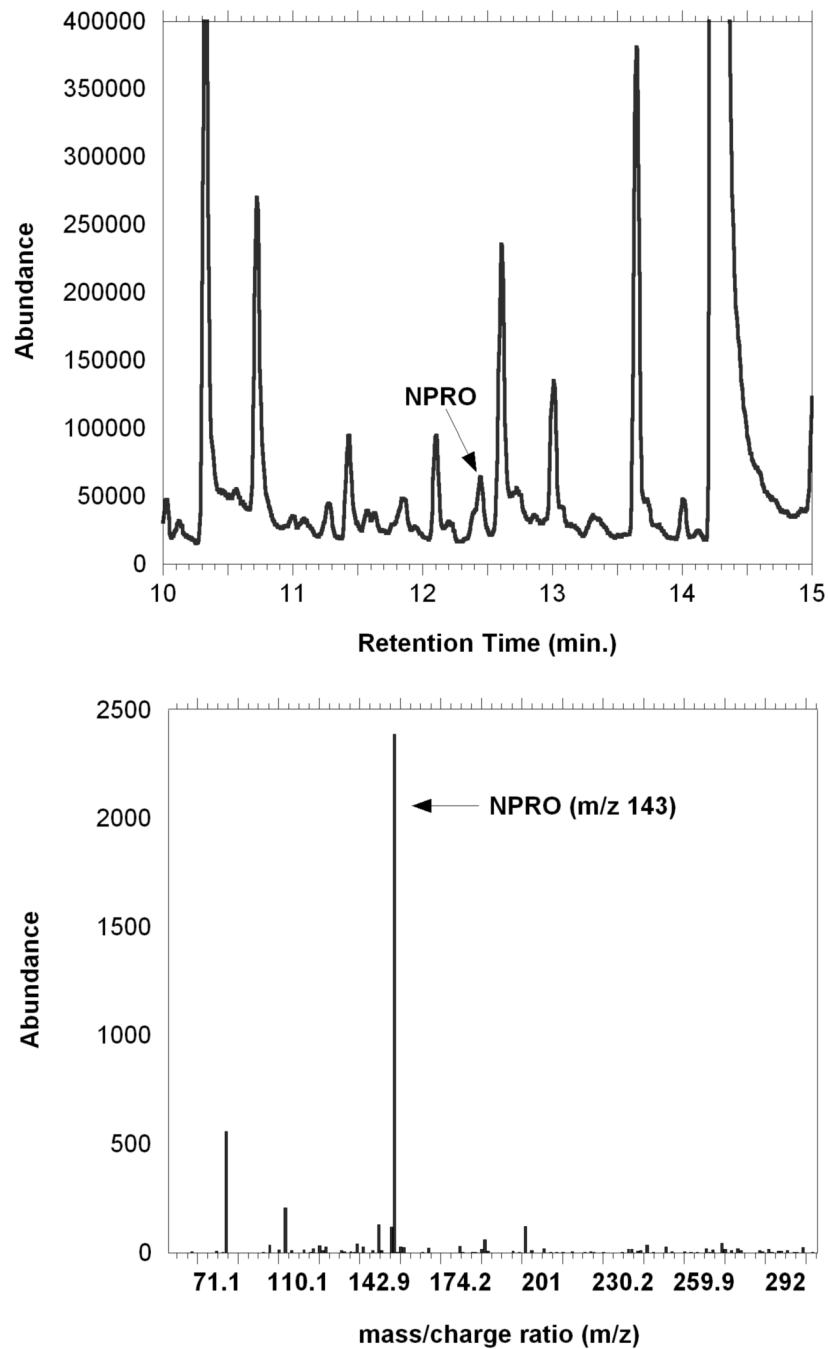 400000
350000
300000
250000
200000
150000
100000
50000
0
Abundance
NPRO
10 11 12 13 14 15
Retention Time (min.)
2500
2000
1500
1000
500
0
Abundance
NPRO (m/z 143)
71.1 110.1 142.9 174.2 201 230.2 259.9 292
mass/charge ratio (m/z)